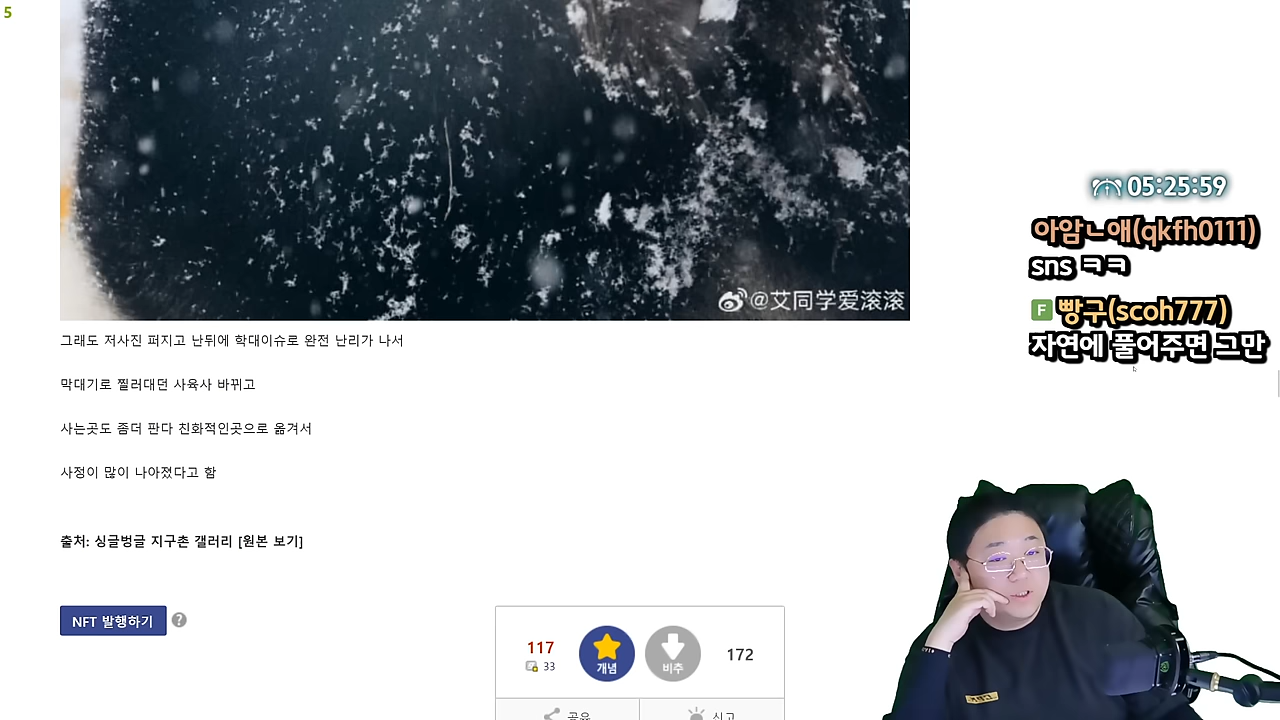 5
@艾同学爱滚滚
그래도 저사진 퍼지고 난뒤에 학대이슈로 완전 난리가 나서
막대기로 찔러대던 사육사 바뀌고
사는곳도 좀더 판다 친화적인곳으로 옮겨서
사정이 많이 나아졌다고 함
출처: 싱글벙글 지구촌 갤러리 [원본 보기]
NFT 발행하기 ?
117
33
개념
비추
172
공유
신고
05:25:59
아암ㄴ애(qkfh0111)
sns ㅋㅋ
F 빵구(scoh777)
자연에 풀어주면 그만